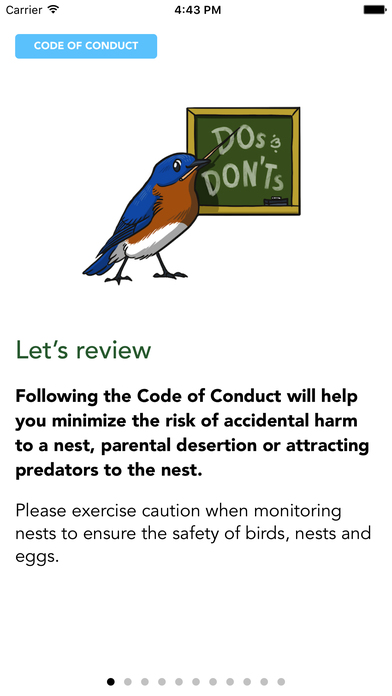 Carrier 4:43 PM
CODE OF CONDUCT
DOs &
DON'Ts
Let's review
Following the Code of Conduct will help
you minimize the risk of accidental harm
to a nest, parental desertion or attracting
predators to the nest.
Please exercise caution when monitoring
nests to ensure the safety of birds, nests and
eggs.